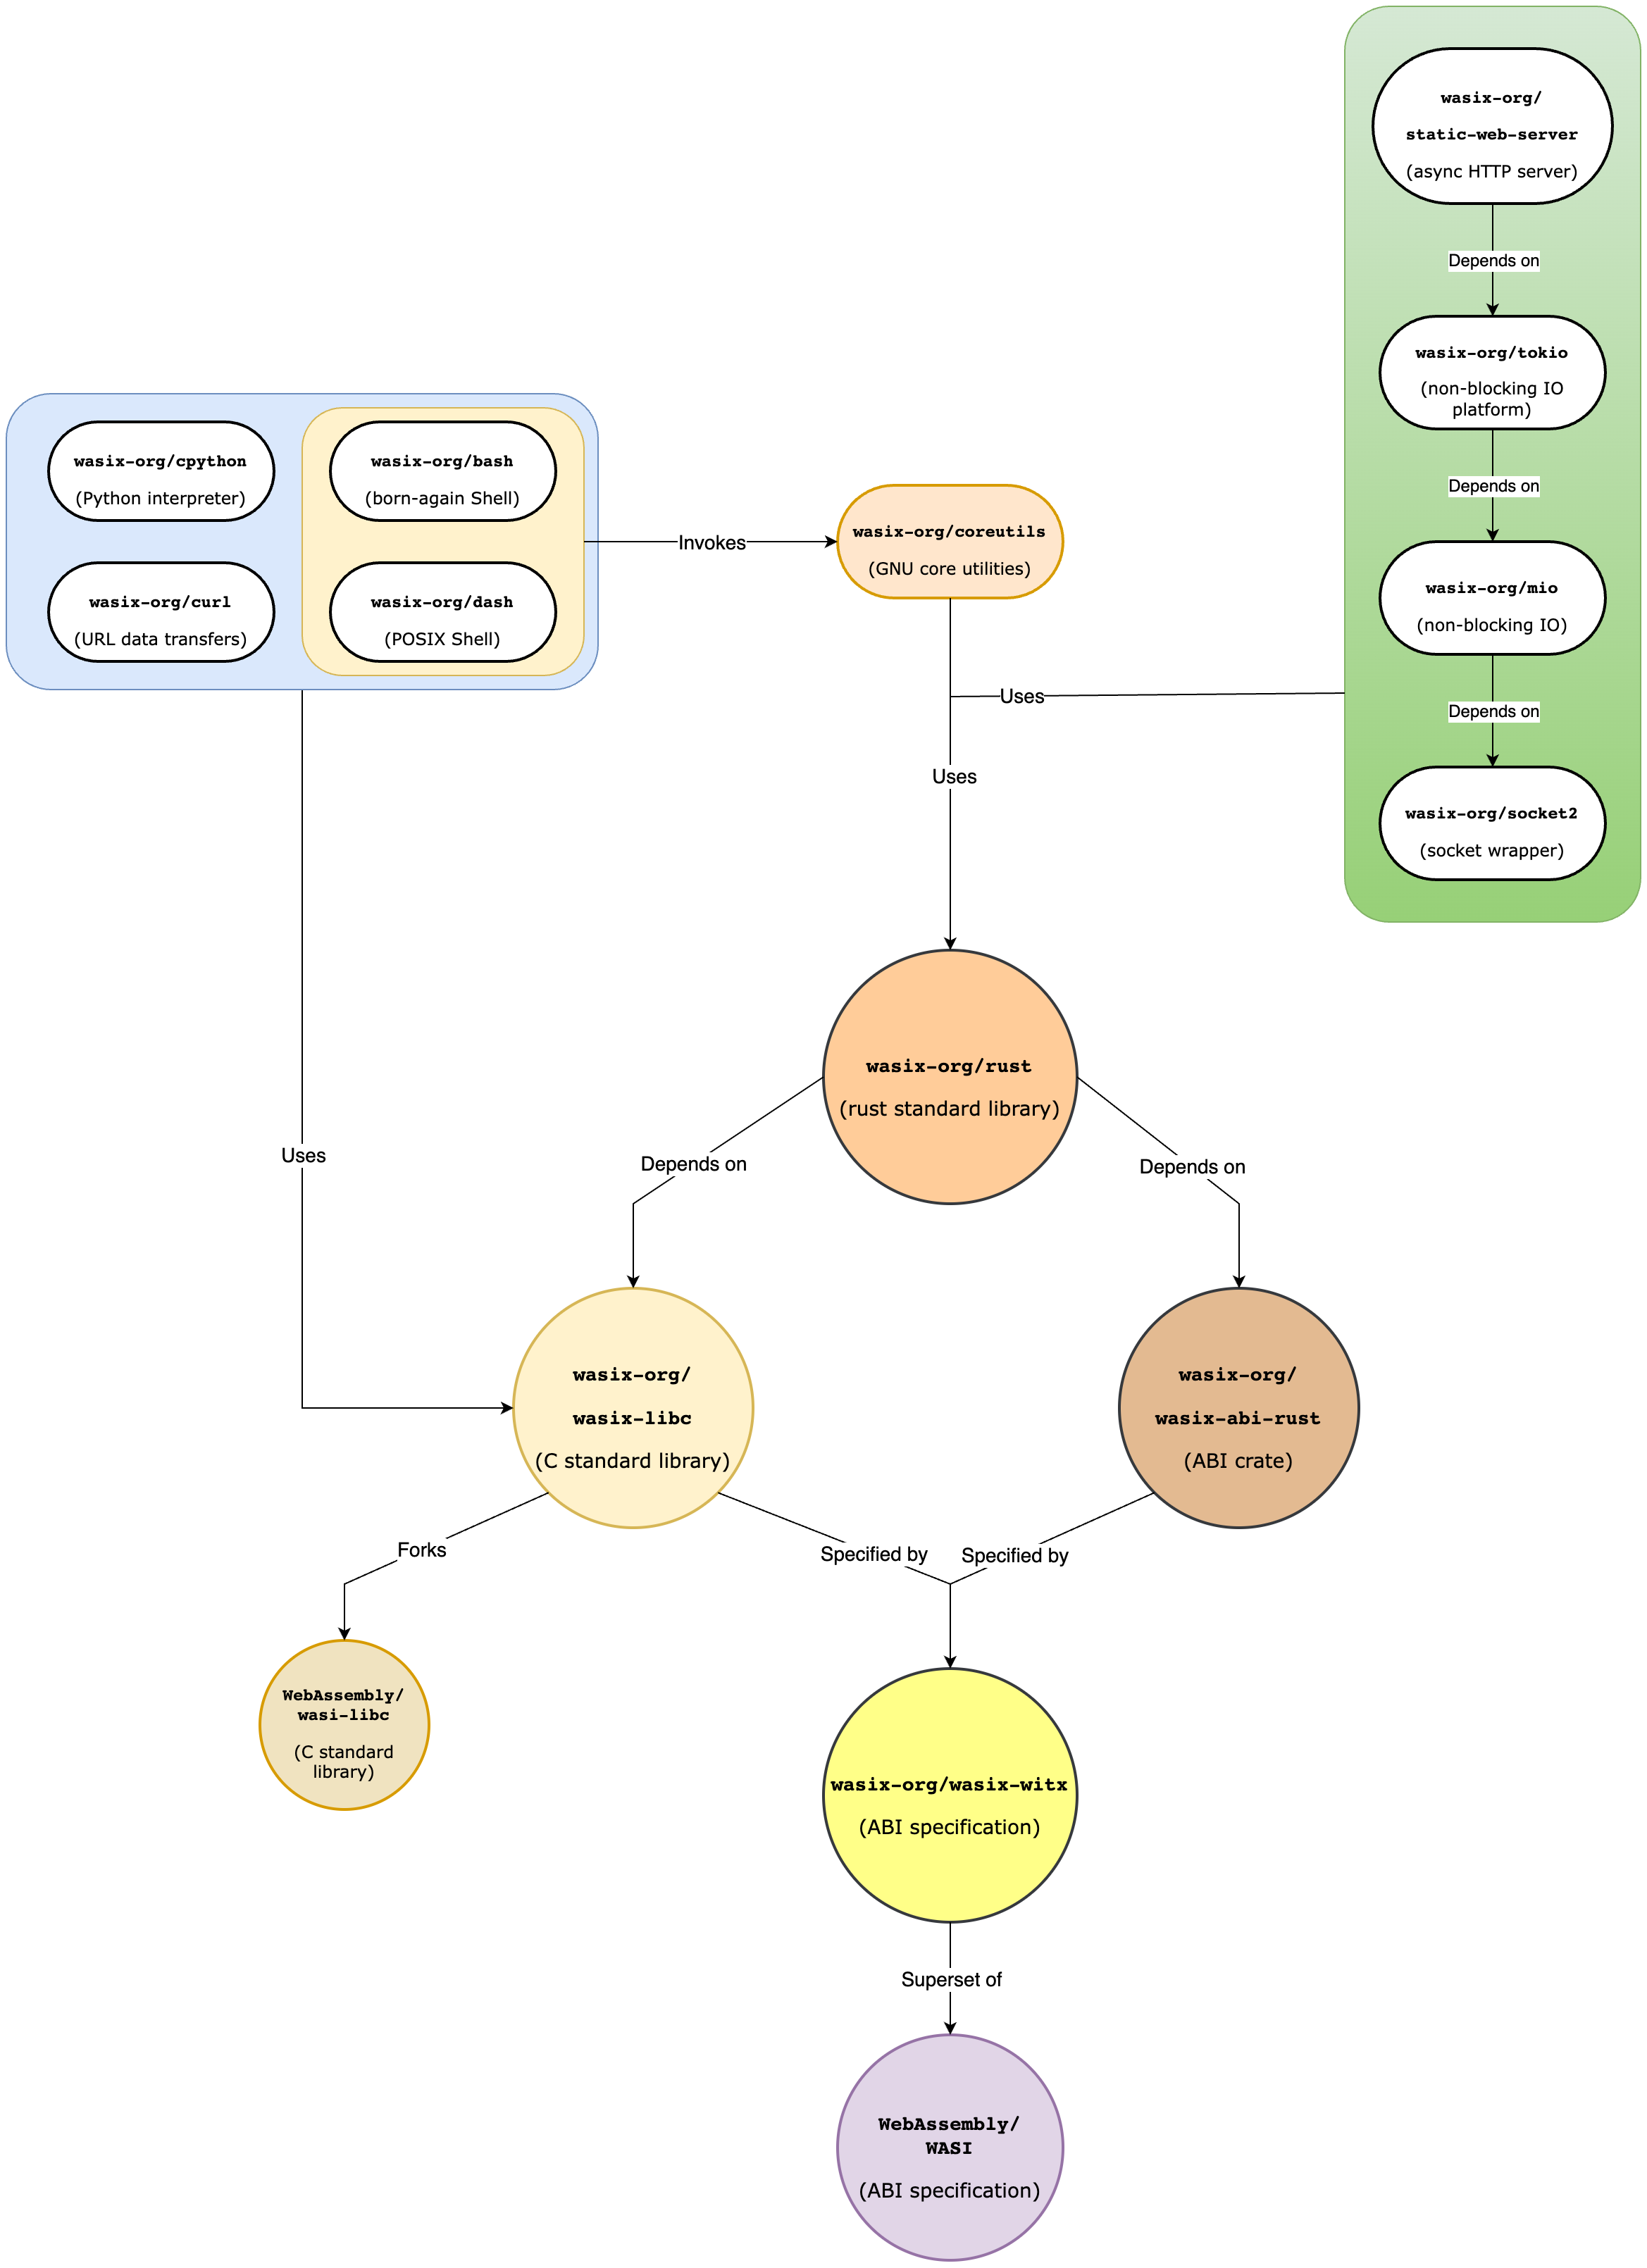 wasix-org/
static-web-server
(async HTTP server)
Depends on
wasix-org/tokio
(non-blocking IO
platform)
Depends on
wasix-org/mio
(non-blocking IO)
Depends on
wasix-org/socket2
(socket wrapper)
wasix-org/cpython
(Python interpreter)
wasix-org/bash
(born-again Shell)
wasix-org/curl
(URL data transfers)
wasix-org/dash
(POSIX Shell)
Invokes
wasix-org/coreutils
(GNU core utilities)
Uses
Uses
Uses
wasix-org/rust
(rust standard library)
Depends on
Depends on
wasix-org/
wasix-libc
(C standard library)
wasix-org/
wasix-abi-rust
(ABI crate)
Forks
Specified by
Specified by
WebAssembly/
wasi-libc
(C standard
library)
wasix-org/wasix-witx
(ABI specification)
Superset of
WebAssembly/
WASI
(ABI specification)